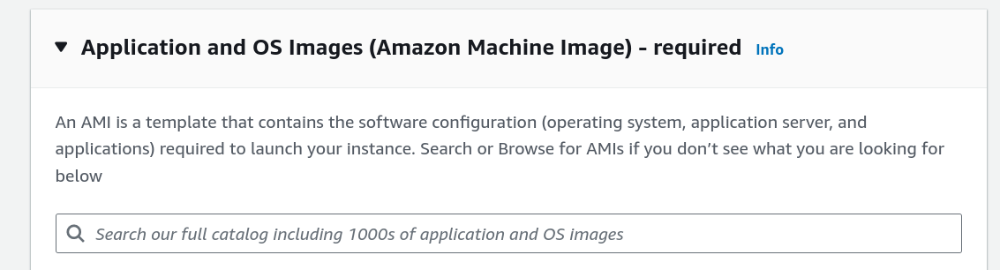 Application and OS Images (Amazon Machine Image) - required Info
An AMI is a template that contains the software configuration (operating system, application server, and
applications) required to launch your instance. Search or Browse for AMIs if you don’t see what you are looking for
below
Search our full catalog including 1000s of application and OS images